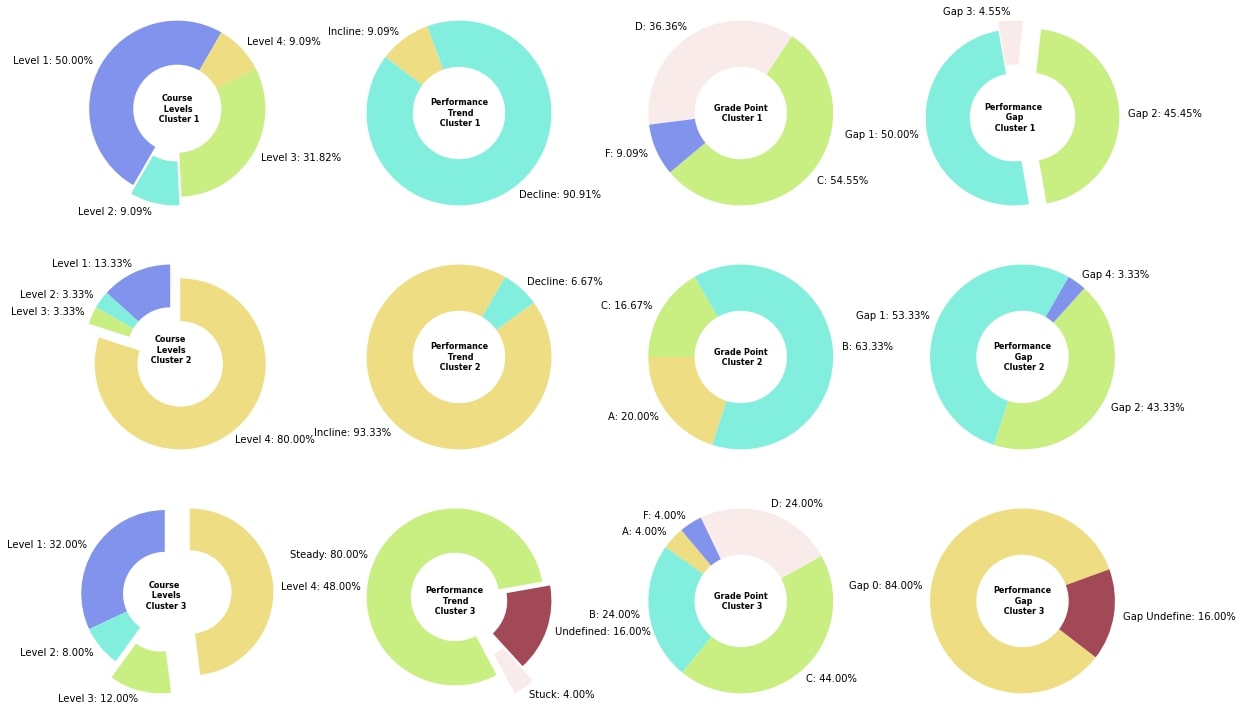 Level 1: 50.00%
Level 4: 9.09%
Level 3: 31.82%
Level 2: 9.09%
Course
Levels
Cluster 1
Incline: 9.09%
Decline: 90.91%
Performance
Trend
Cluster 1
D: 36.36%
F: 9.09%
C: 54.55%
Grade Point
Cluster 1
Gap 3: 4.55%
Gap 1: 50.00%
Gap 2: 45.45%
Performance
Gap
Cluster 1
Level 1: 13.33%
Level 2: 3.33%
Level 3: 3.33%
Level 4: 80.00%
Course
Levels
Cluster 2
Decline: 6.67%
Incline: 93.33%
Performance
Trend
Cluster 2
C: 16.67%
B: 63.33%
A: 20.00%
Grade Point
Cluster 2
Gap 4: 3.33%
Gap 1: 53.33%
Gap 2: 43.33%
Performance
Gap
Cluster 2
Level 1: 32.00%
Level 4: 48.00%
Level 2: 8.00%
Level 3: 12.00%
Course
Levels
Cluster 3
Steady: 80.00%
Undefined: 16.00%
Stuck: 4.00%
Performance
Trend
Cluster 3
D: 24.00%
F: 4.00%
A: 4.00%
B: 24.00%
C: 44.00%
Grade Point
Cluster 3
Gap 0: 84.00%
Gap Undefine: 16.00%
Performance
Gap
Cluster 3